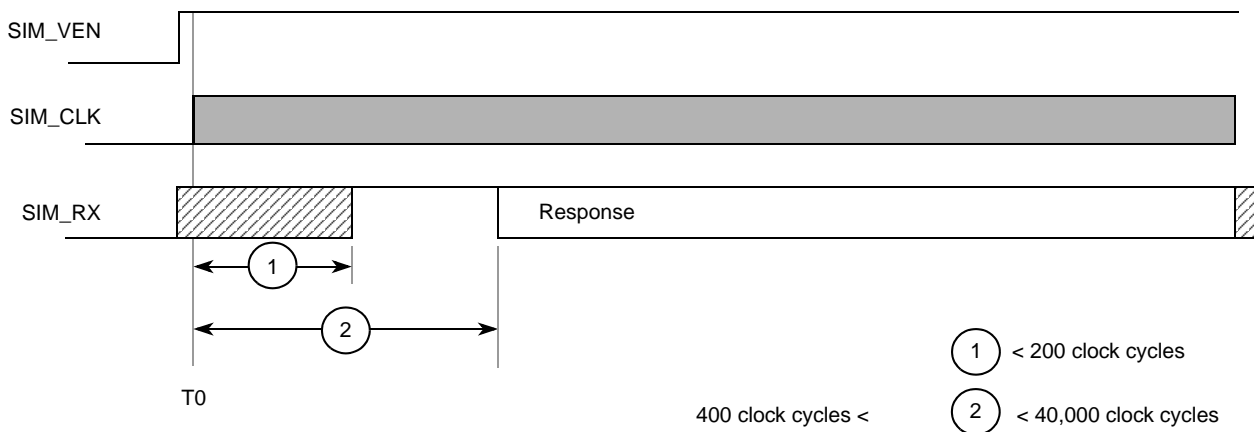 SIM_VEN
SIM_CLK
SIM_RX
Response
1
2
T0
1 < 200 clock cycles
400 clock cycles < 2 < 40,000 clock cycles